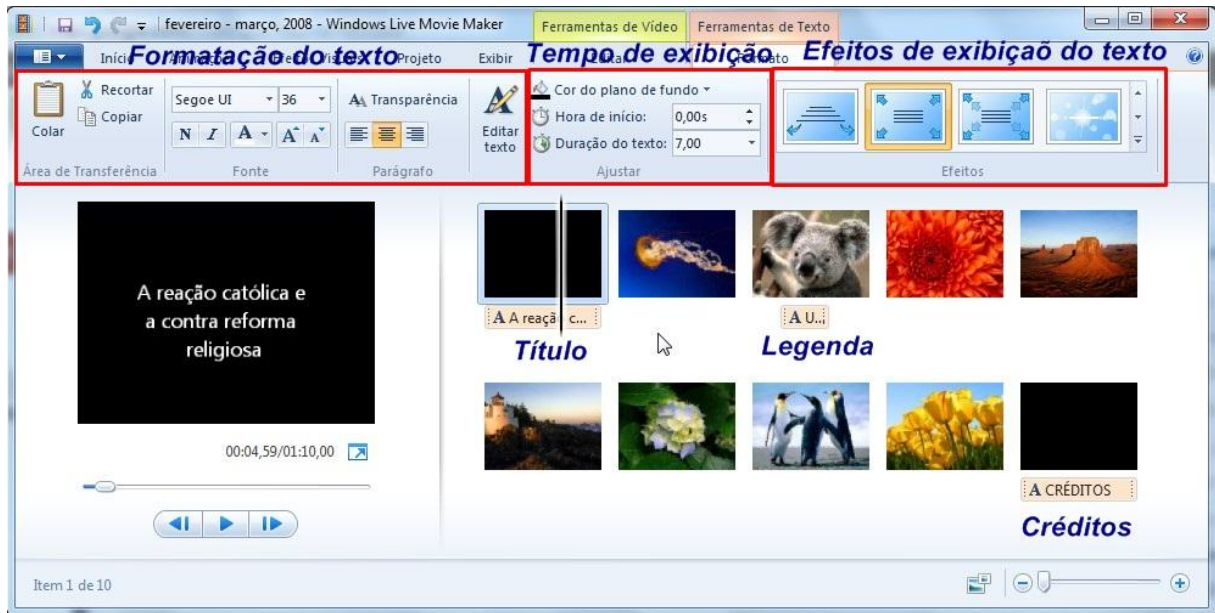 fevereiro - março, 2008 - Windows Live Movie Maker
Ferramentas de Vídeo
Ferramentas de Texto
Início
Projeto
Exibir
Formatação do texto
Tempo de exibição
Efeitos de exibiçaõ do texto
Colar
Recortar
Copiar
Área de Transferência
Segoe UI
36
N I A A A
Fonte
Transparência
Parágrafo
Editar
texto
Cor do plano de fundo
Hora de início: 0,00s
Duração do texto: 7,00
Ajustar
Efeitos
A reação católica e
a contra reforma
religiosa
00:04,59/01:10,00
A A reaçã c...
Título
A U..
Legenda
A CRÉDITOS
Créditos
Item 1 de 10